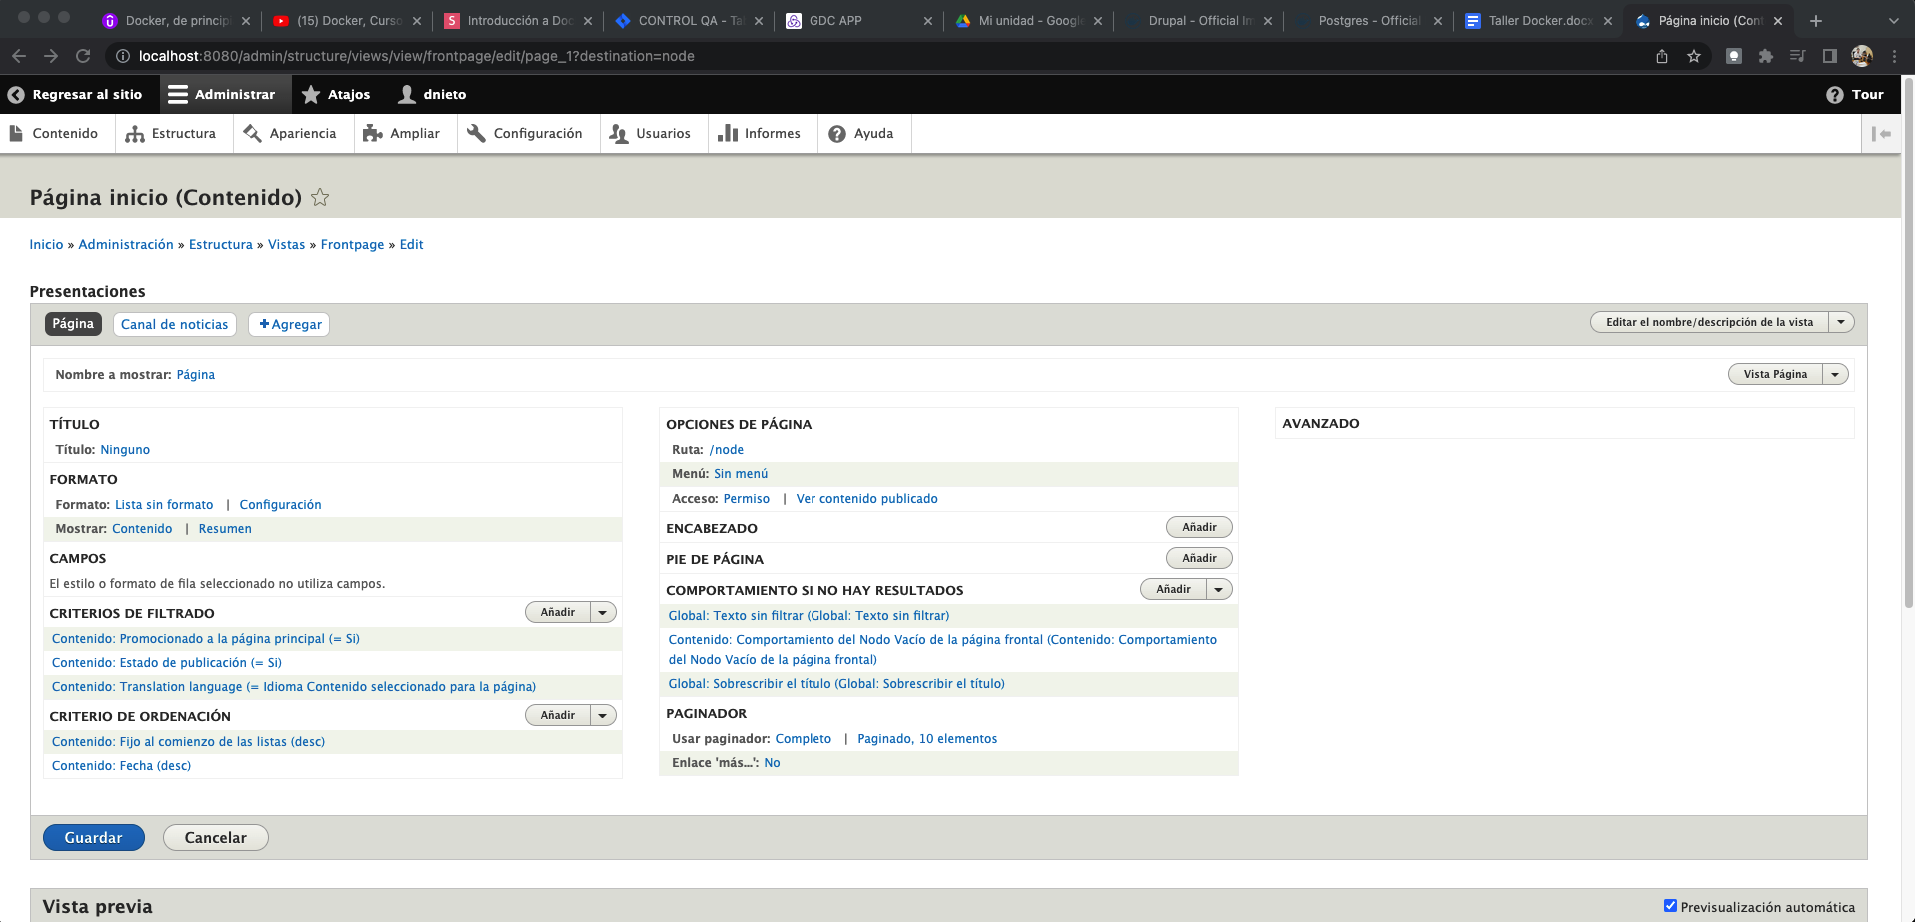 Docker, de principi
(15) Docker, Curso
Introducción a Doc
CONTROL QA - Tal
GDC APP
Mi unidad - Google
Drupal - Official Im
Postgres - Official
Taller Docker.docx
Página inicio (Cont
localhost:8080/admin/structure/views/view/frontpage/edit/page_1?destination=node
Regresar al sitio
Administrar
Atajos
dnieto
Tour
Contenido
Estructura
Apariencia
Ampliar
Configuración
Usuarios
Informes
Ayuda
Página inicio (Contenido)
Inicio » Administración » Estructura » Vistas » Frontpage » Edit
Presentaciones
Página
Canal de noticias
+Agregar
Editar el nombre/descripción de la vista
Nombre a mostrar: Página
Vista Página
TÍTULO
Título: Ninguno
FORMATO
Formato: Lista sin formato | Configuración
Mostrar: Contenido | Resumen
CAMPOS
El estilo o formato de fila seleccionado no utiliza campos.
CRITERIOS DE FILTRADO
Añadir
Contenido: Promocionado a la página principal (= Si)
Contenido: Estado de publicación (= Si)
Contenido: Translation language (= Idioma Contenido seleccionado para la página)
CRITERIO DE ORDENACIÓN
Añadir
Contenido: Fijo al comienzo de las listas (desc)
Contenido: Fecha (desc)
OPCIONES DE PÁGINA
Ruta: /node
Menú: Sin menú
Acceso: Permiso | Ver contenido publicado
ENCABEZADO
Añadir
PIE DE PÁGINA
Añadir
COMPORTAMIENTO SI NO HAY RESULTADOS
Añadir
Global: Texto sin filtrar (Global: Texto sin filtrar)
Contenido: Comportamiento del Nodo Vacío de la página frontal (Contenido: Comportamiento
del Nodo Vacío de la página frontal)
Global: Sobrescribir el título (Global: Sobrescribir el título)
PAGINADOR
Usar paginador: Completo | Paginado, 10 elementos
Enlace 'más...': No
AVANZADO
Guardar
Cancelar
Vista previa
Previsualización automática